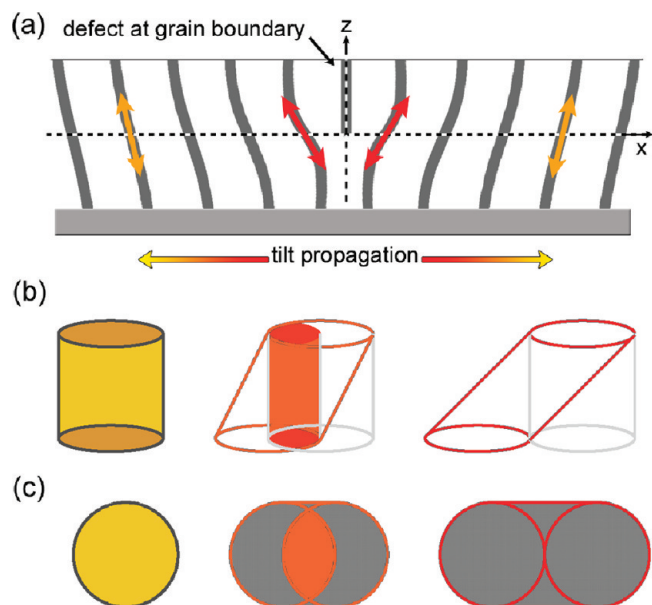 (a)
defect at grain boundary
z
x
tilt propagation
(b)
(c)